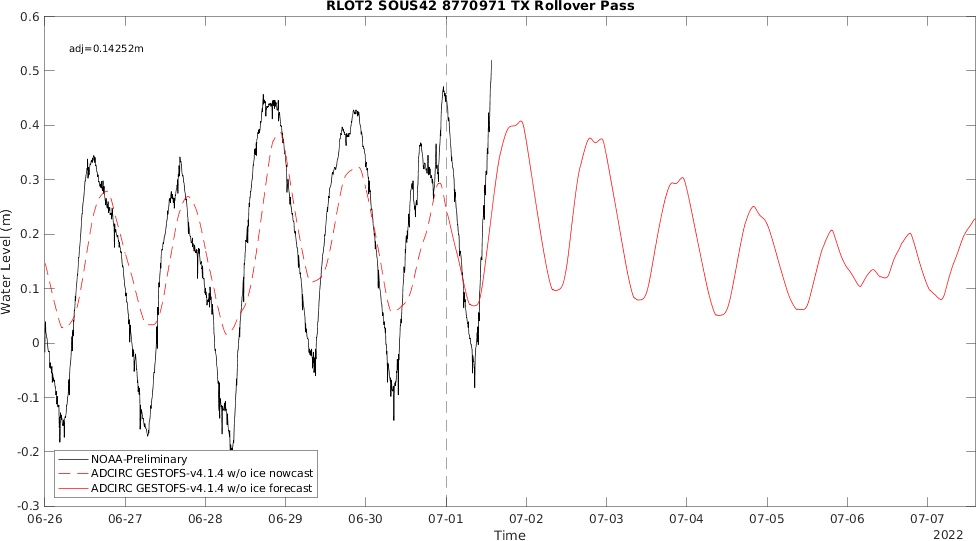 RLOT2 SOUS42 8770971 TX Rollover Pass
adj=0.14252m
0.6
0.5
0.4
0.3
0.2
0.1
0
-0.1
-0.2
-0.3
Water Level (m)
NOAA-Preliminary
ADCIRC GESTOFS-v4.1.4 w/o ice nowcast
ADCIRC GESTOFS-v4.1.4 w/o ice forecast
06-26 06-27 06-28 06-29 06-30 07-01 07-02 07-03 07-04 07-05 07-06 07-07
Time
2022